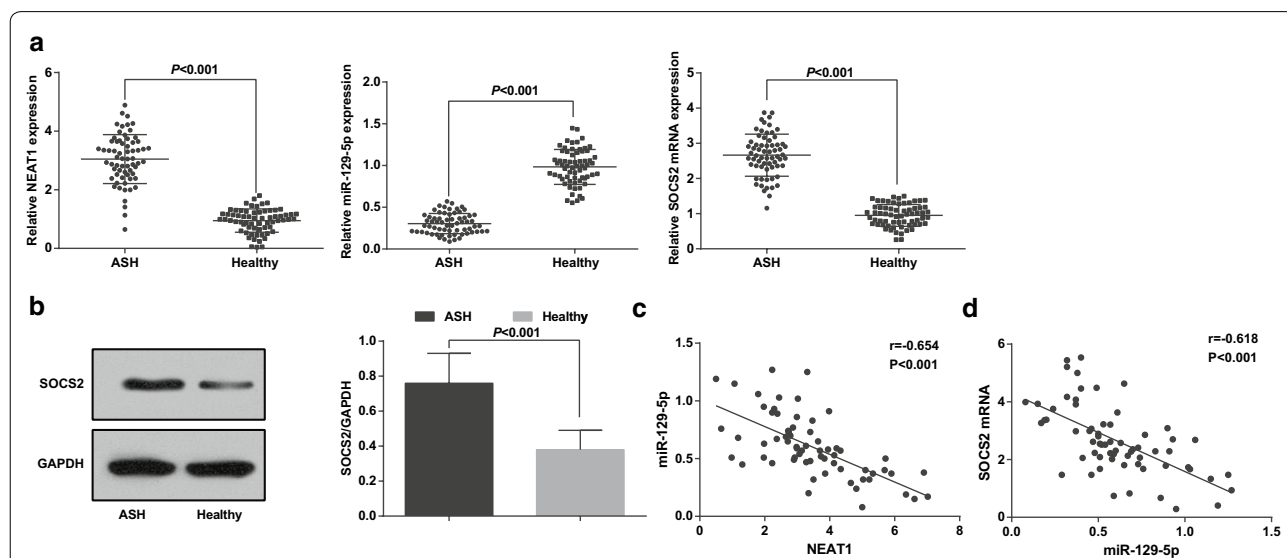 a
Relative NEAT1 expression
6
4
2
0
P<0.001
ASH
Healthy
Relative miR-129-5p expression
2.0
1.5
1.0
0.5
0.0
P<0.001
ASH
Healthy
Relative SOCS2 mRNA expression
5
4
3
2
1
0
P<0.001
ASH
Healthy
b
SOCS2
GAPDH
ASH
Healthy
ASH
Healthy
P<0.001
SOCS2/GAPDH
1.0
0.8
0.6
0.4
0.2
0.0
c
r=-0.654
P<0.001
miR-129-5p
1.5
1.0
0.5
0.0
0 2 4 6 8
NEAT1
d
r=-0.618
P<0.001
SOCS2 mRNA
6
4
2
0
0.0 0.5 1.0 1.5
miR-129-5p